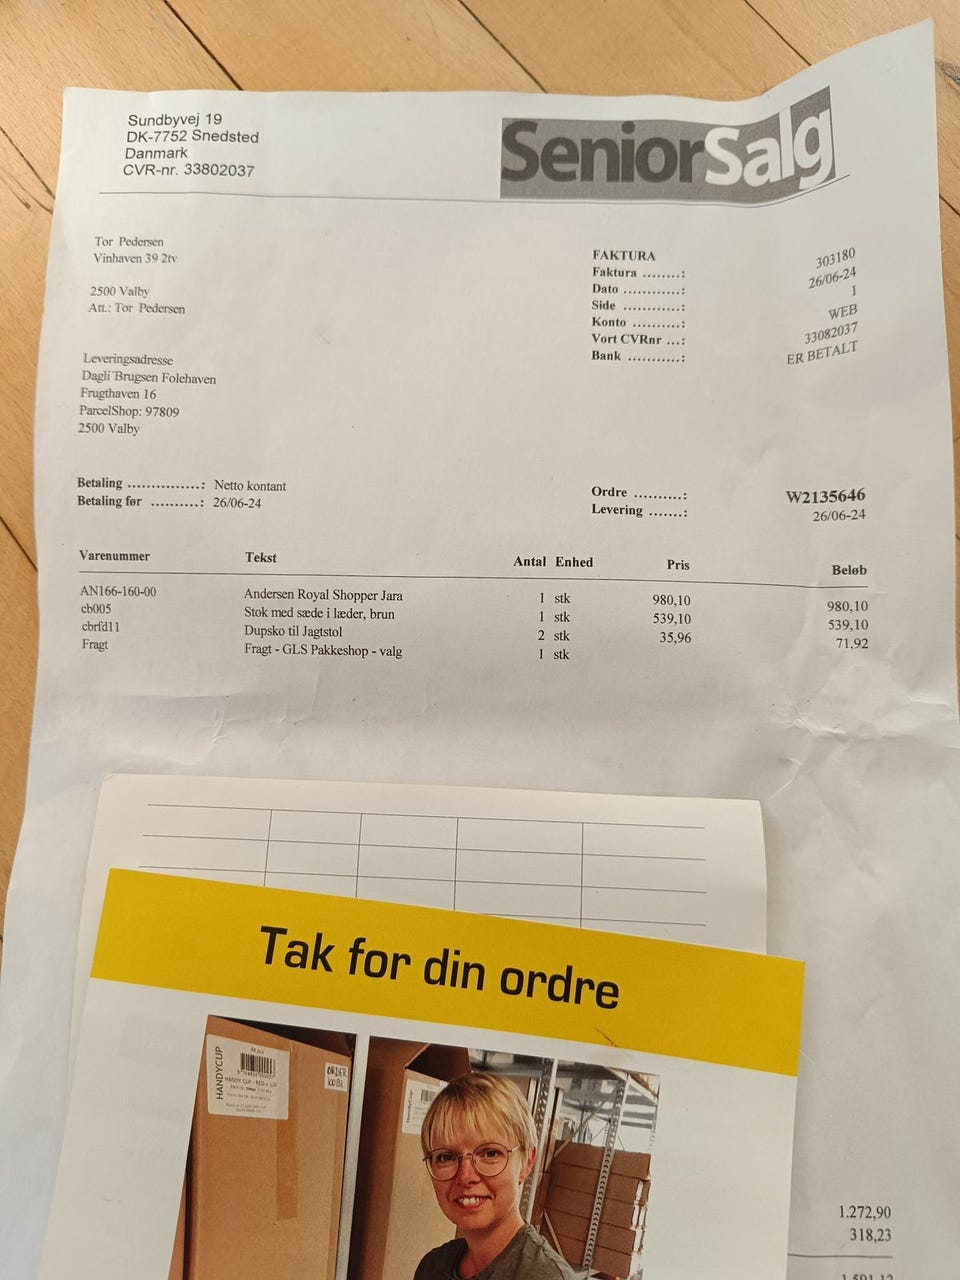 Sundbyvej 19
DK-7752 Snedsted
Danmark
CVR-nr. 33802037
SeniorSalg
Tor Pedersen
Vinhaven 39 2tv
2500 Valby
Att.: Tor Pedersen
FAKTURA
Faktura ........: 303180
Dato ............: 26/06-24
Side ............: 1
Konto ..........: WEB
Vort CVRnr ...: 33082037
Bank ...........: ER BETALT
Leveringsadresse
Dagli´Brugsen Folehaven
Frugthaven 16
ParcelShop: 97809
2500 Valby
Betaling ...............: Netto kontant
Betaling før ..........: 26/06-24
Ordre ..........: W2135646
Levering .......: 26/06-24
Varenummer Tekst Antal Enhed Pris Beløb
AN166-160-00 Andersen Royal Shopper Jara 1 stk 980,10 980,10
cb005 Stok med sæde i læder, brun 1 stk 539,10 539,10
cbrfd11 Dupsko til Jagtstol 2 stk 35,96 71,92
Fragt Fragt - GLS Pakkeshop - valg 1 stk
Tak for din ordre
HANDYCUP
ORDER
HandyCup
1.272,90
318,23